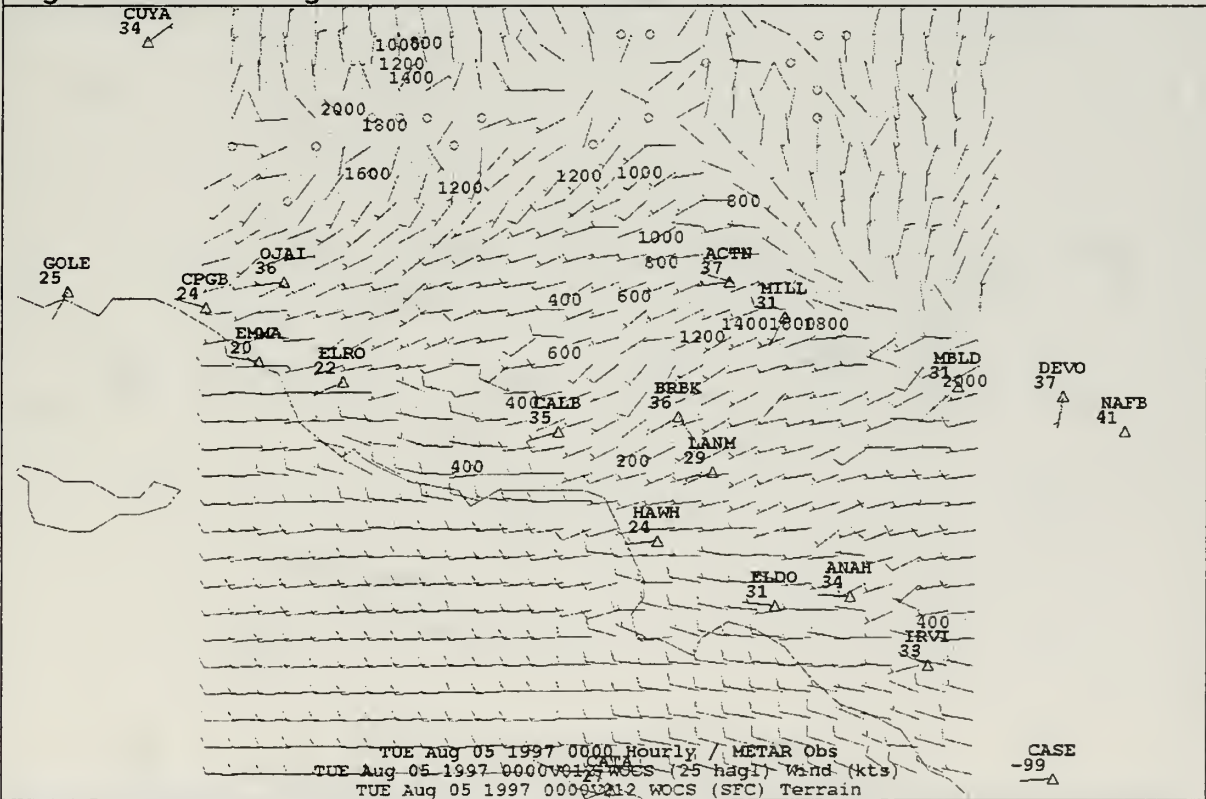 CUYA
34
1000 800
1200
1400
2000
1800
1600
1200
1200
1000
800
1000
800
GOLE
25
CPGB
24
OJAI
36
ACTN
37
400
600
MILL
31
1400
1800
1200
EMMA
20
ELRO
22
600
MBLD
31
2000
DEVO
37
NAFB
41
BRBK
36
400
CALB
35
LANM
29
400
200
HAWH
24
ELDO
31
ANAH
34
400
IRVI
33
TUE Aug 05 1997 0000 Hourly / METAR Obs
CATA
27
TUE Aug 05 1997 0000V012 WOCS (25 hagl) Wind (kts)
TUE Aug 05 1997 0000V212 WOCS (SFC) Terrain
CASE
-99